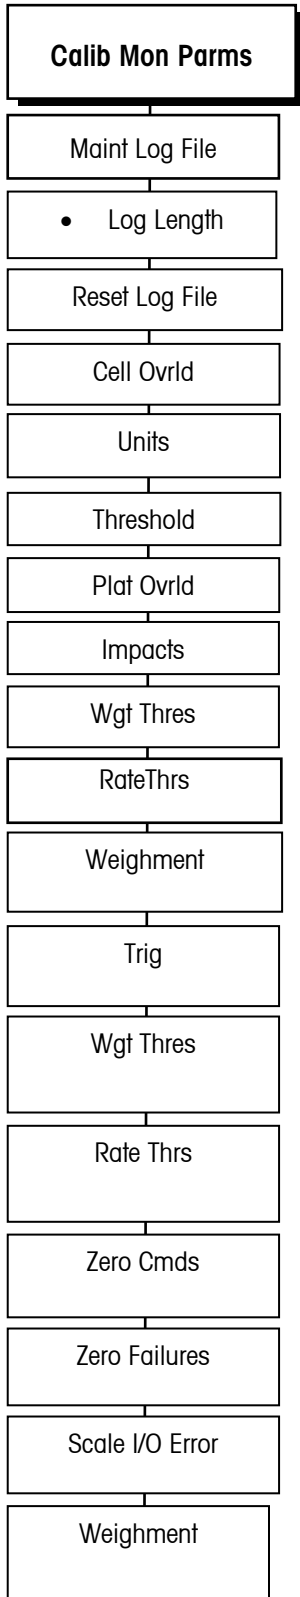 Calib Mon Parms
Maint Log File
• Log Length
Reset Log File
Cell Ovrld
Units
Threshold
Plat Ovrld
Impacts
Wgt Thres
RateThrs
Weighment
Trig
Wgt Thres
Rate Thrs
Zero Cmds
Zero Failures
Scale I/O Error
Weighment